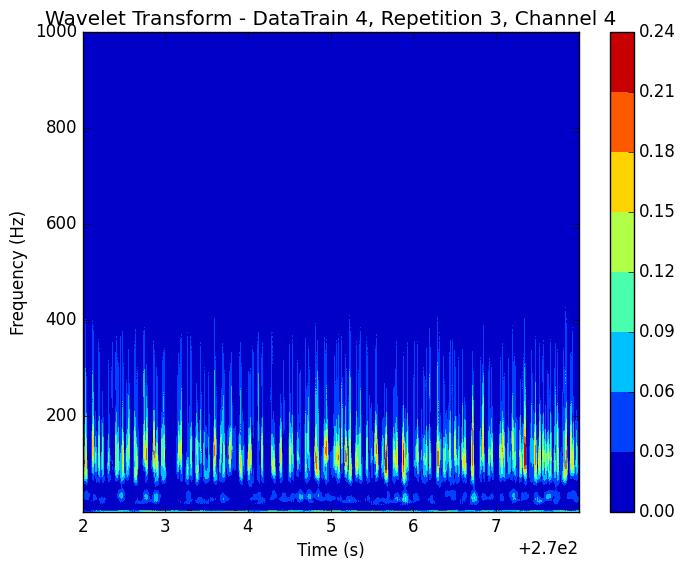 Wavelet Transform - DataTrain 4, Repetition 3, Channel 4
1000
800
600
400
200
Frequency (Hz)
2 3 4 5 6 7
+2.7e2
Time (s)
0.24
0.21
0.18
0.15
0.12
0.09
0.06
0.03
0.00